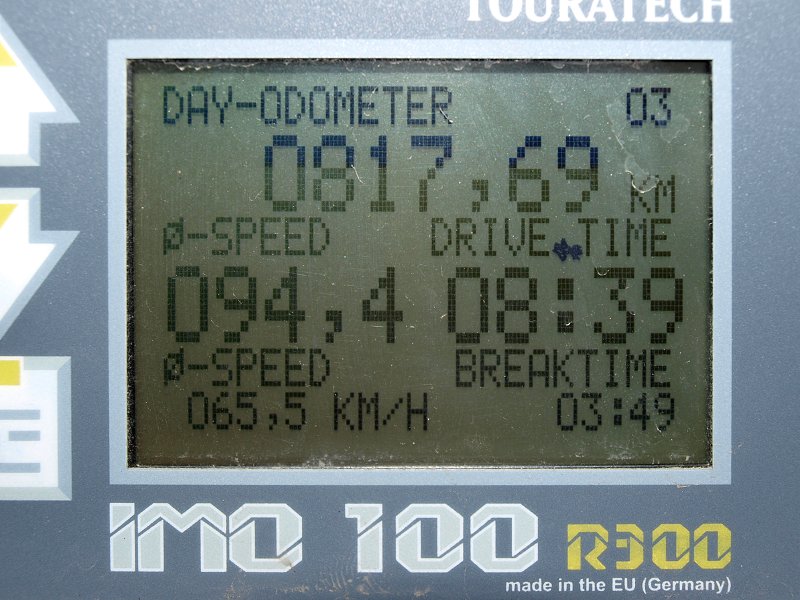 TOURATECH
DAY-ODOMETER 03
0817,69 KM
Ø-SPEED DRIVE TIME
094,4 08:39
Ø-SPEED BREAKTIME
065,5 KM/H 03:49
IMO 100 R300
made in the EU (Germany)